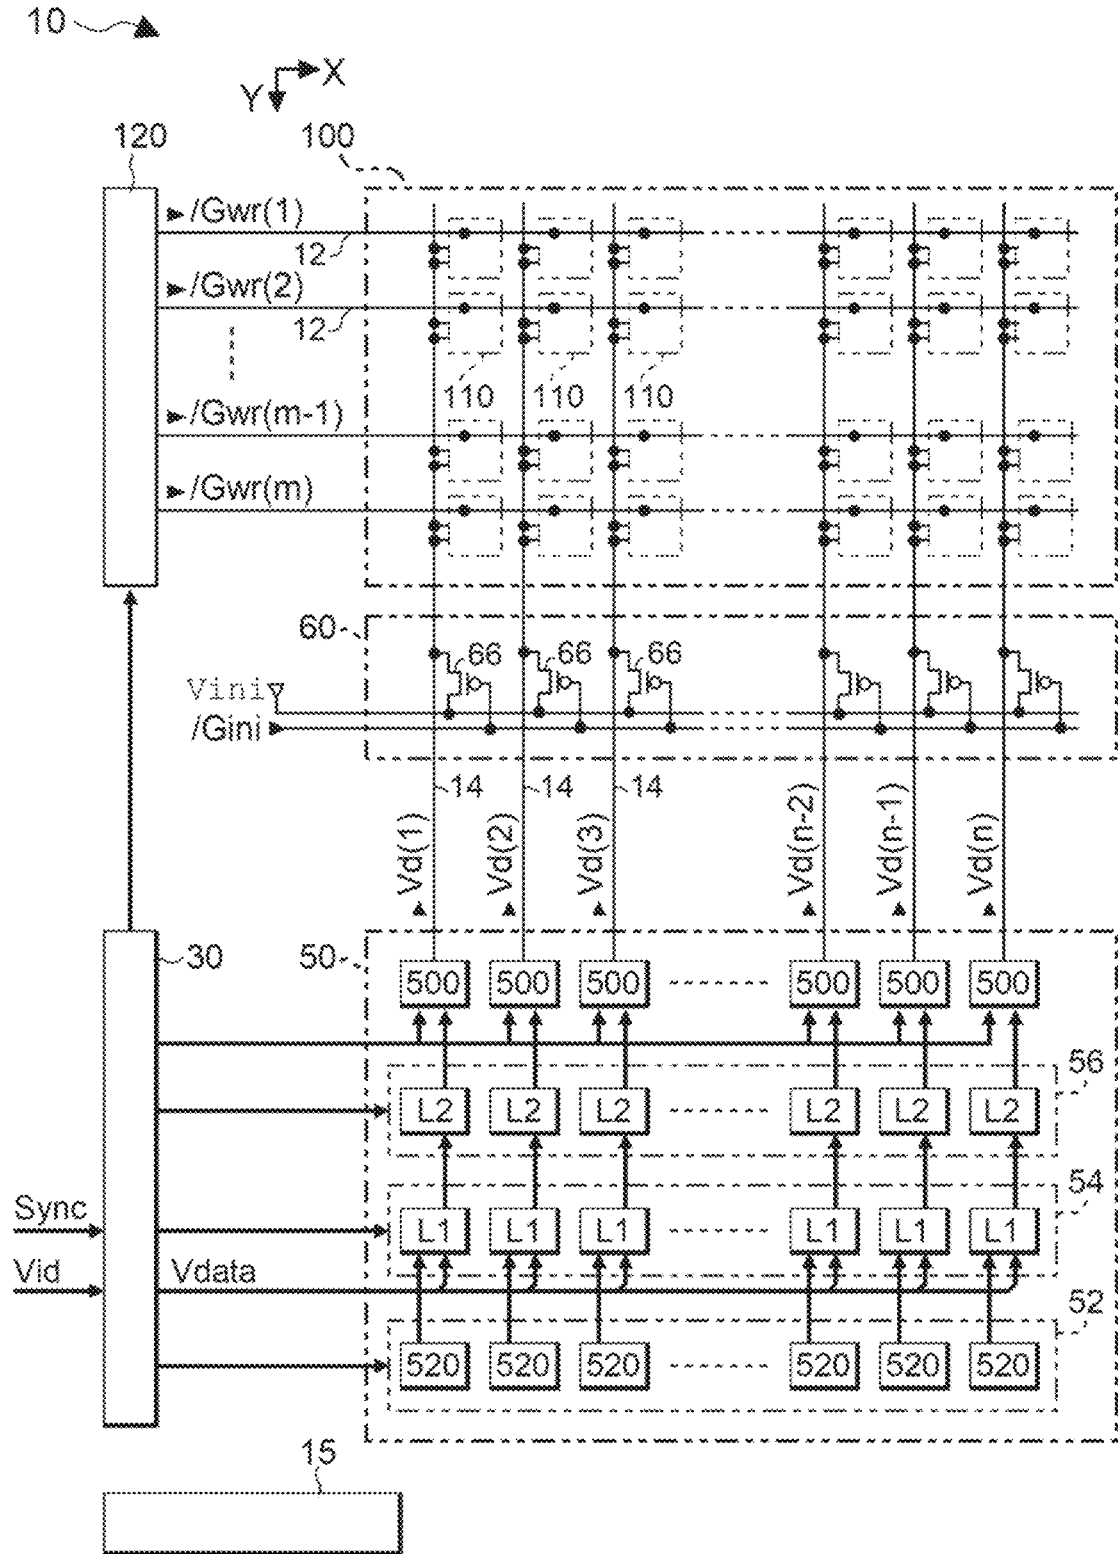 10
X
Y
120
100
/Gwr(1)
12
/Gwr(2)
12
110 110 110
/Gwr(m-1)
/Gwr(m)
60
66 66 66
Vini
/Gini
14 14 14
Vd(1) Vd(2) Vd(3) Vd(n-2) Vd(n-1) Vd(n)
30
50
500 500 500 500 500 500
56
L2 L2 L2 L2 L2 L2
54
Sync
L1 L1 L1 L1 L1 L1
Vid
Vdata
52
520 520 520 520 520 520
15